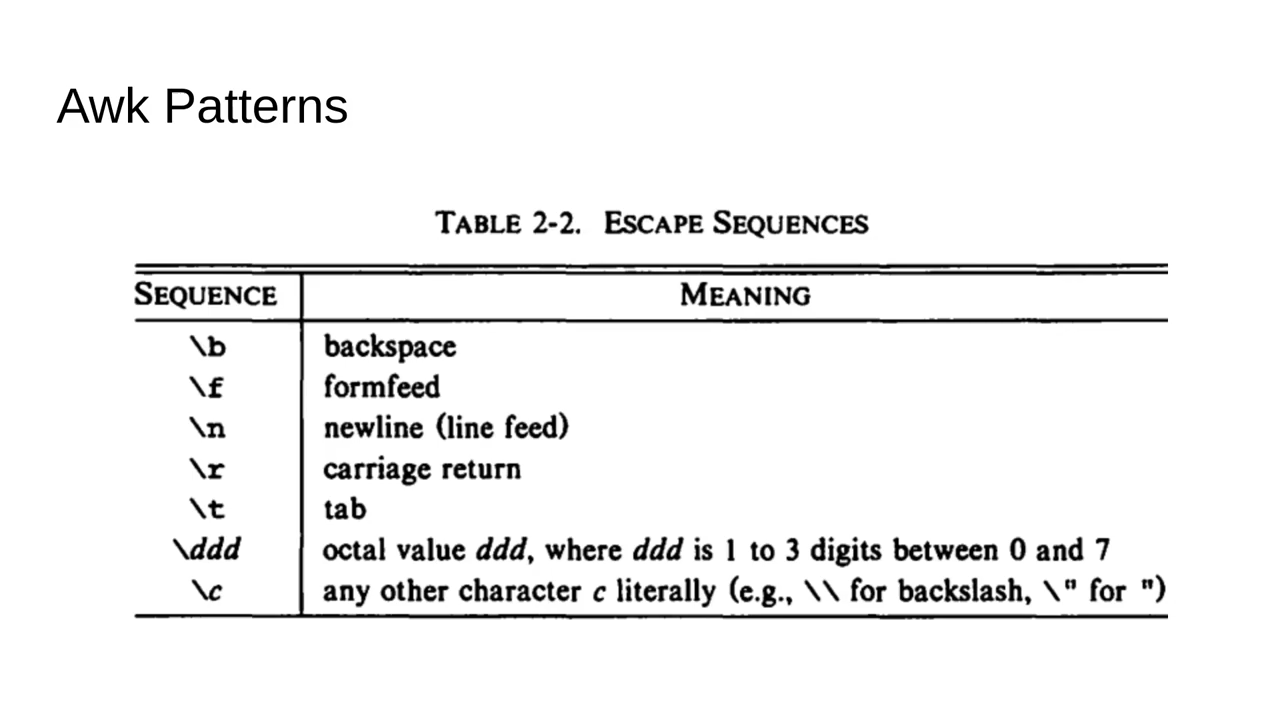 Awk Patterns
TABLE 2-2. ESCAPE SEQUENCES
SEQUENCE MEANING
\b backspace
\f formfeed
\n newline (line feed)
\r carriage return
\t tab
\ddd octal value ddd, where ddd is 1 to 3 digits between 0 and 7
\c any other character c literally (e.g., \\ for backslash, \" for ")